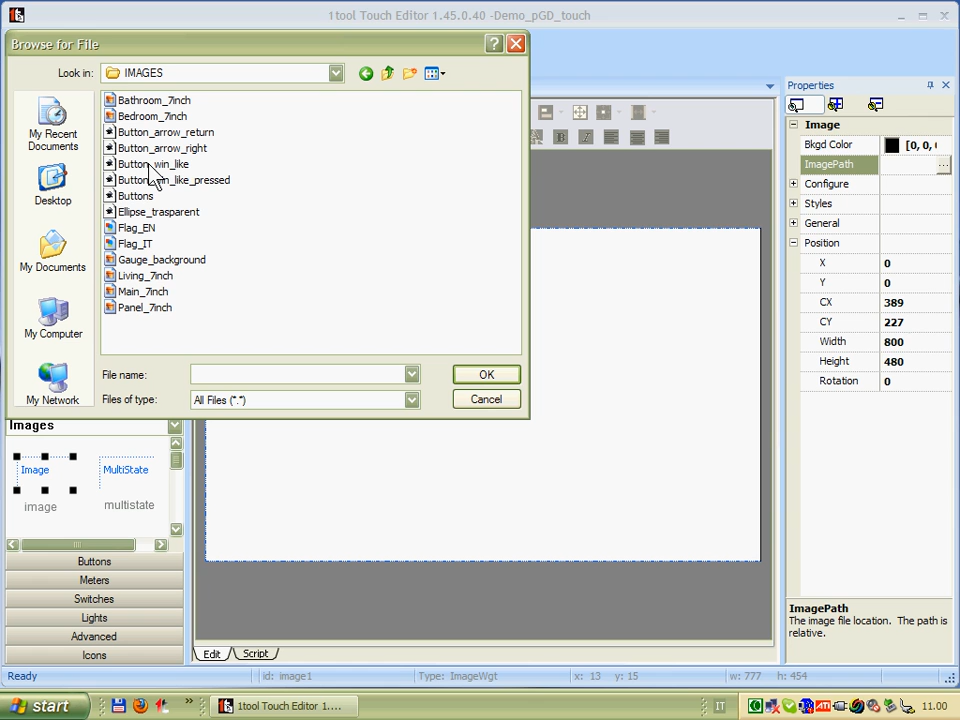 1tool Touch Editor 1.45.0.40 -Demo_pGD_touch
Browse for File
Look in: IMAGES
My Recent Documents
Desktop
My Documents
My Computer
My Network
Bathroom_7inch
Bedroom_7inch
Button_arrow_return
Button_arrow_right
Button_win_like
Button_win_like_pressed
Buttons
Ellipse_trasparent
Flag_EN
Flag_IT
Gauge_background
Living_7inch
Main_7inch
Panel_7inch
File name:
OK
Files of type: All Files (*.*)
Cancel
Properties
Image
Bkgd Color [0, 0, (
ImagePath ...
Configure
Styles
General
Position
X 0
Y 0
CX 389
CY 227
Width 800
Height 480
Rotation 0
ImagePath
The image file location. The path is relative.
Images
Image
MultiState
image
multistate
Buttons
Meters
Switches
Lights
Advanced
Icons
Edit
Script
Ready
id: image1
Type: ImageWgt
x: 13 y: 15
w: 777 h: 454
start
1tool Touch Editor 1....
IT
11.00